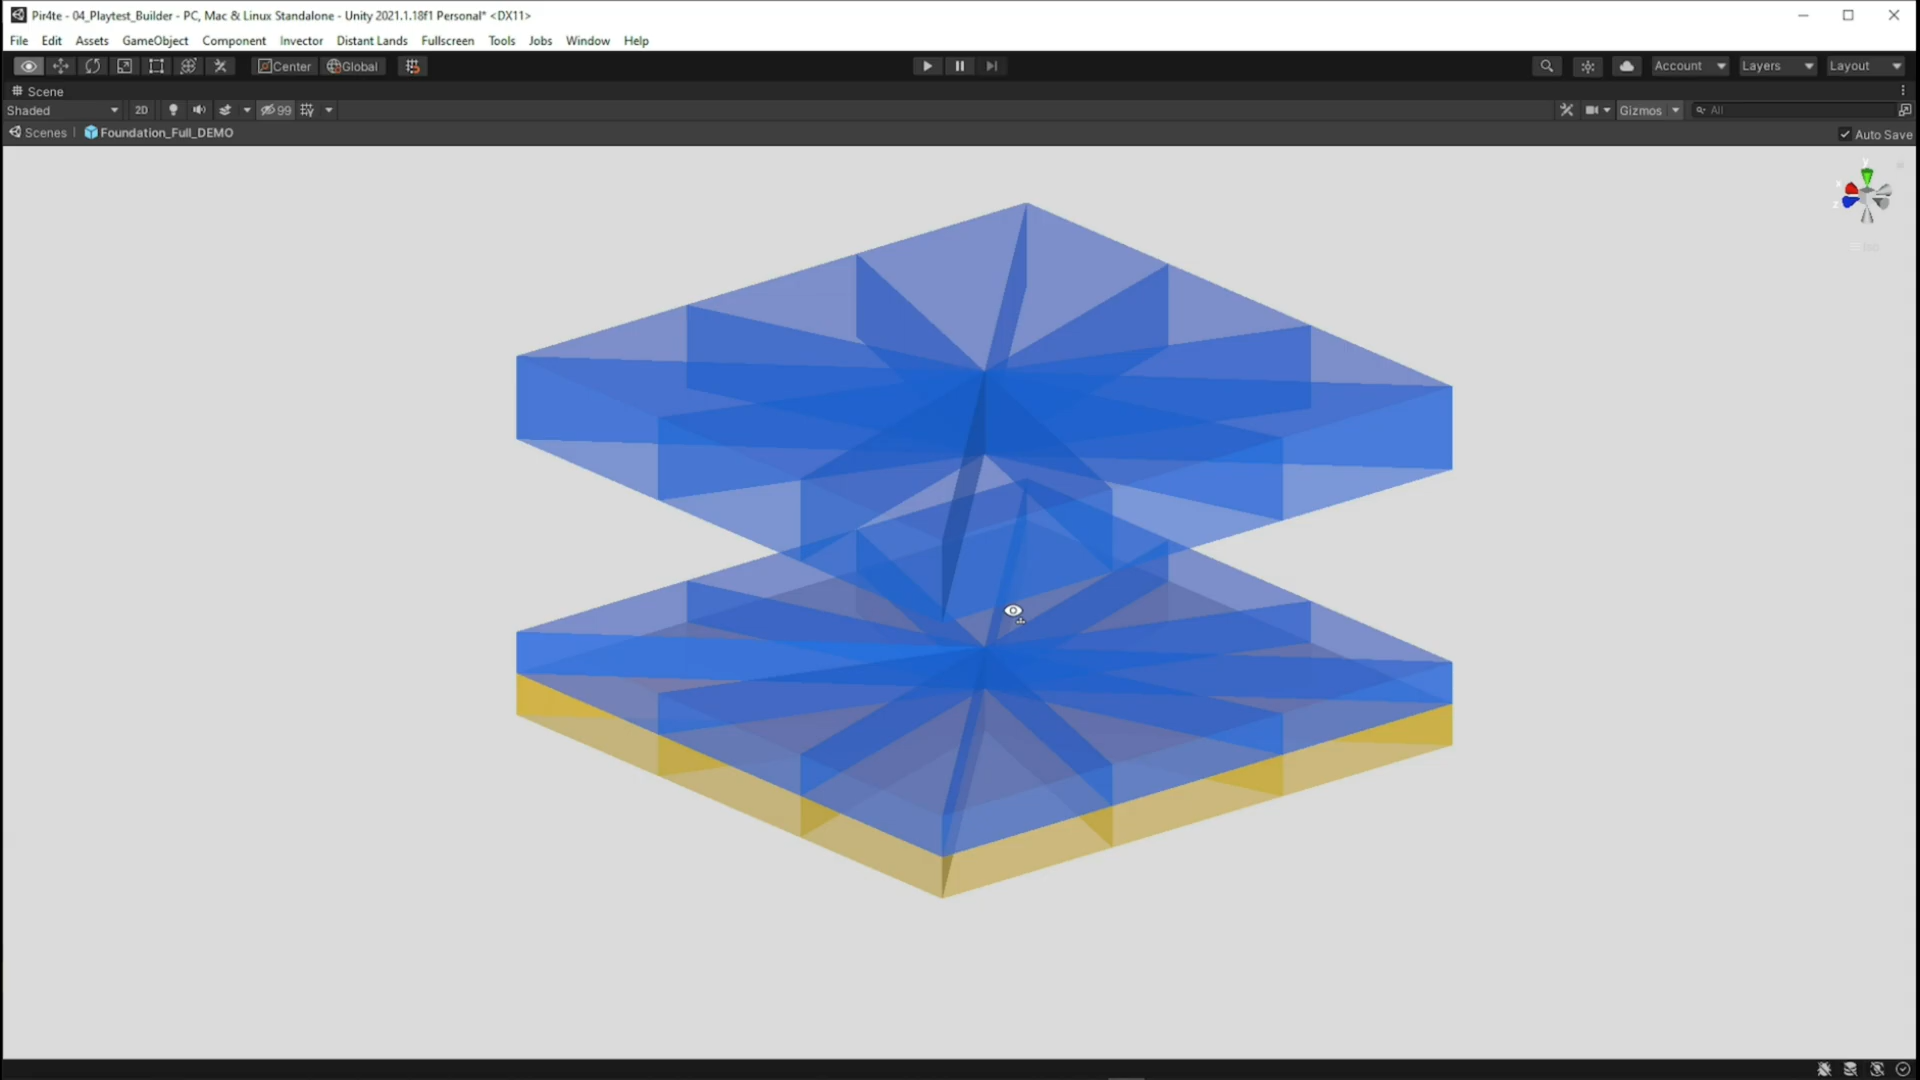 Pir4te - 04_Playtest_Builder - PC, Mac & Linux Standalone - Unity 2021.1.18f1 Personal* <DX11>
File Edit Assets GameObject Component Invector Tools Distant Lands Fullscreen Tools Jobs Window Help
Center Global Account Layers Layout
Scene
Shaded 2D 99 Gizmos All
Scenes Foundation_Full_DEMO Auto Save
y
x
z
Iso